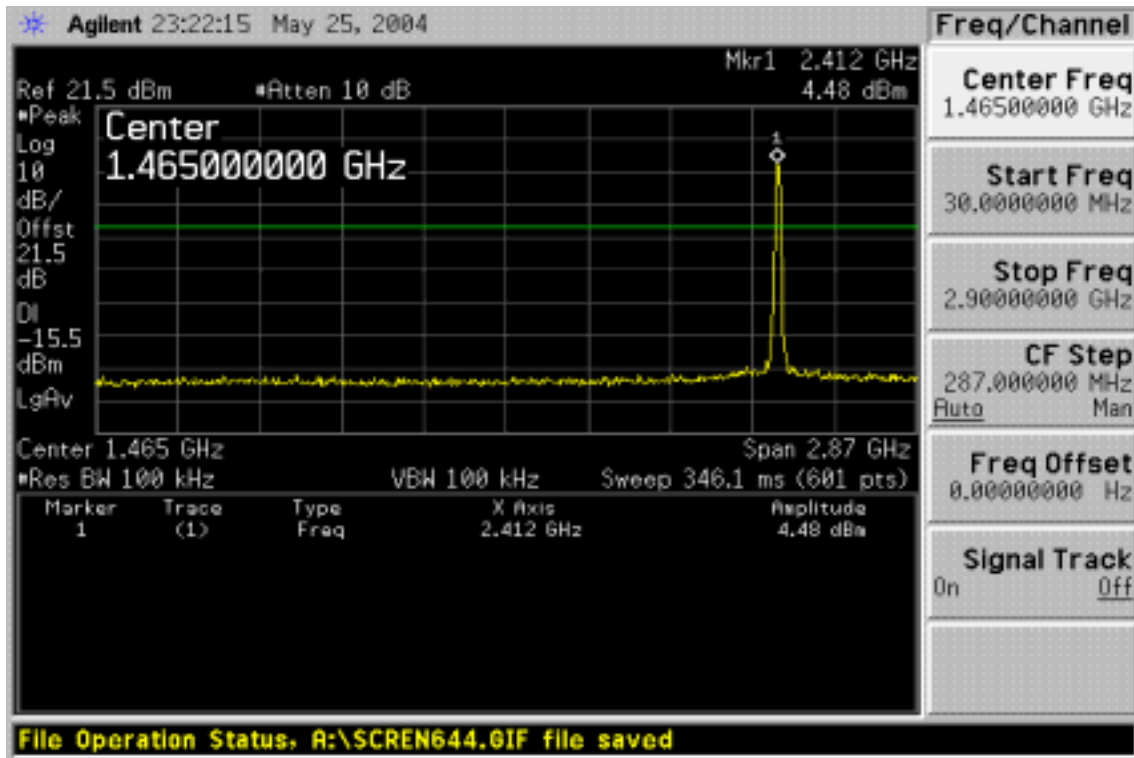 Agilent 23:22:15 May 25, 2004
Freq/Channel
Mkr1 2.412 GHz
Ref 21.5 dBm #Atten 10 dB 4.48 dBm
#Peak
Log
10
dB/
Offst
21.5
dB
DI
-15.5
dBm
LgAv
Center
1.465000000 GHz
1
Center 1.465 GHz Span 2.87 GHz
#Res BW 100 kHz VBW 100 kHz Sweep 346.1 ms (601 pts)
Marker Trace Type X Axis Amplitude
1 (1) Freq 2.412 GHz 4.48 dBm
Center Freq
1.46500000 GHz
Start Freq
30.0000000 MHz
Stop Freq
2.90000000 GHz
CF Step
287.000000 MHz
Auto Man
Freq Offset
0.00000000 Hz
Signal Track
On Off
File Operation Status, A:\SCREN644.GIF file saved